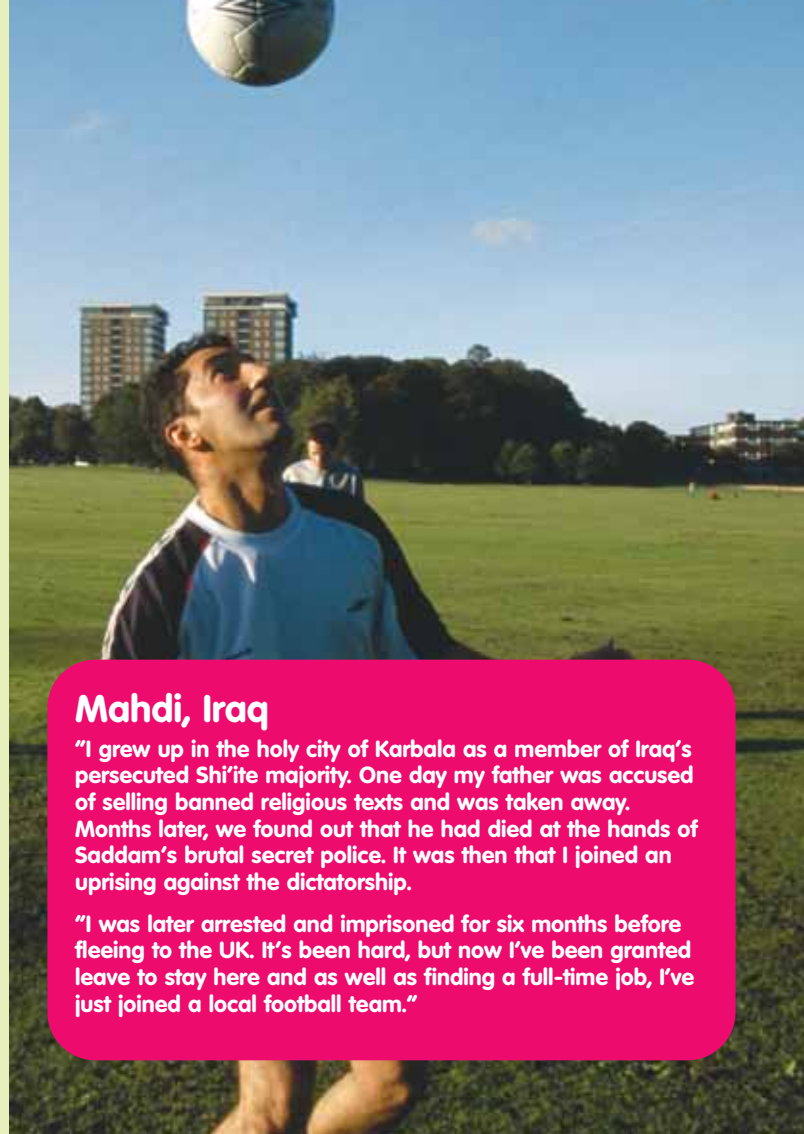 Mahdi, Iraq
“I grew up in the holy city of Karbala as a member of Iraq’s
persecuted Shi’ite majority. One day my father was accused
of selling banned religious texts and was taken away.
Months later, we found out that he had died at the hands of
Saddam’s brutal secret police. It was then that I joined an
uprising against the dictatorship.
“I was later arrested and imprisoned for six months before
fleeing to the UK. It’s been hard, but now I’ve been granted
leave to stay here and as well as finding a full-time job, I’ve
just joined a local football team.”